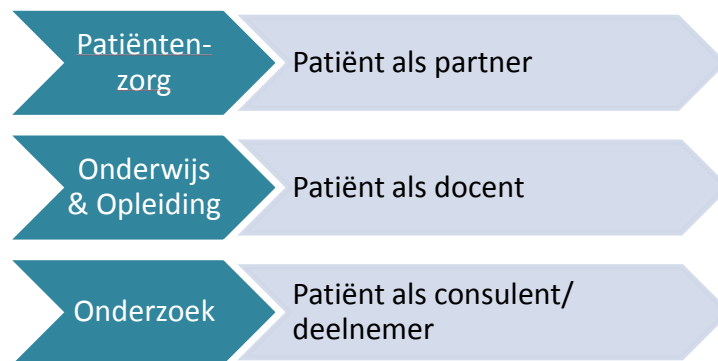 Patiënten-
zorg
Patiënt als partner
Onderwijs
& Opleiding
Patiënt als docent
Onderzoek
Patiënt als consulent/
deelnemer